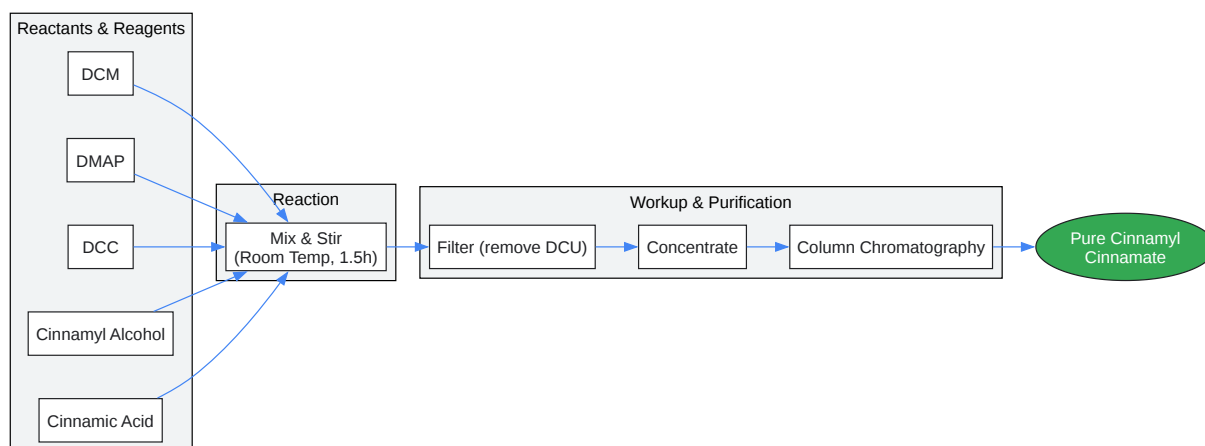 Reactants & Reagents
DCM
DMAP
DCC
Cinnamyl Alcohol
Cinnamic Acid
Reaction
Mix & Stir
(Room Temp, 1.5h)
Workup & Purification
Filter (remove DCU)
Concentrate
Column Chromatography
Pure Cinnamyl
Cinnamate